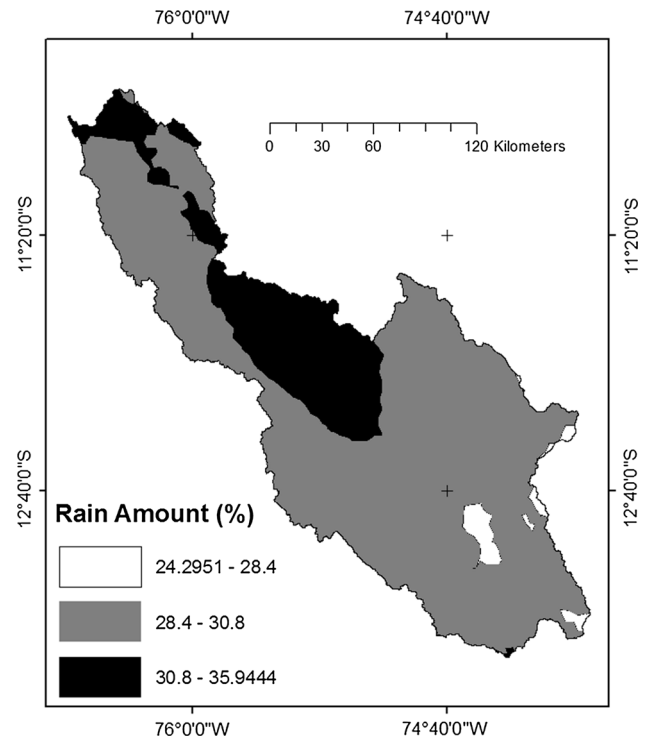 76°0'0"W 74°40'0"W
0 30 60 120 Kilometers
11°20'0"S 11°20'0"S
12°40'0"S 12°40'0"S
Rain Amount (%)
24.2951 - 28.4
28.4 - 30.8
30.8 - 35.9444
76°0'0"W 74°40'0"W